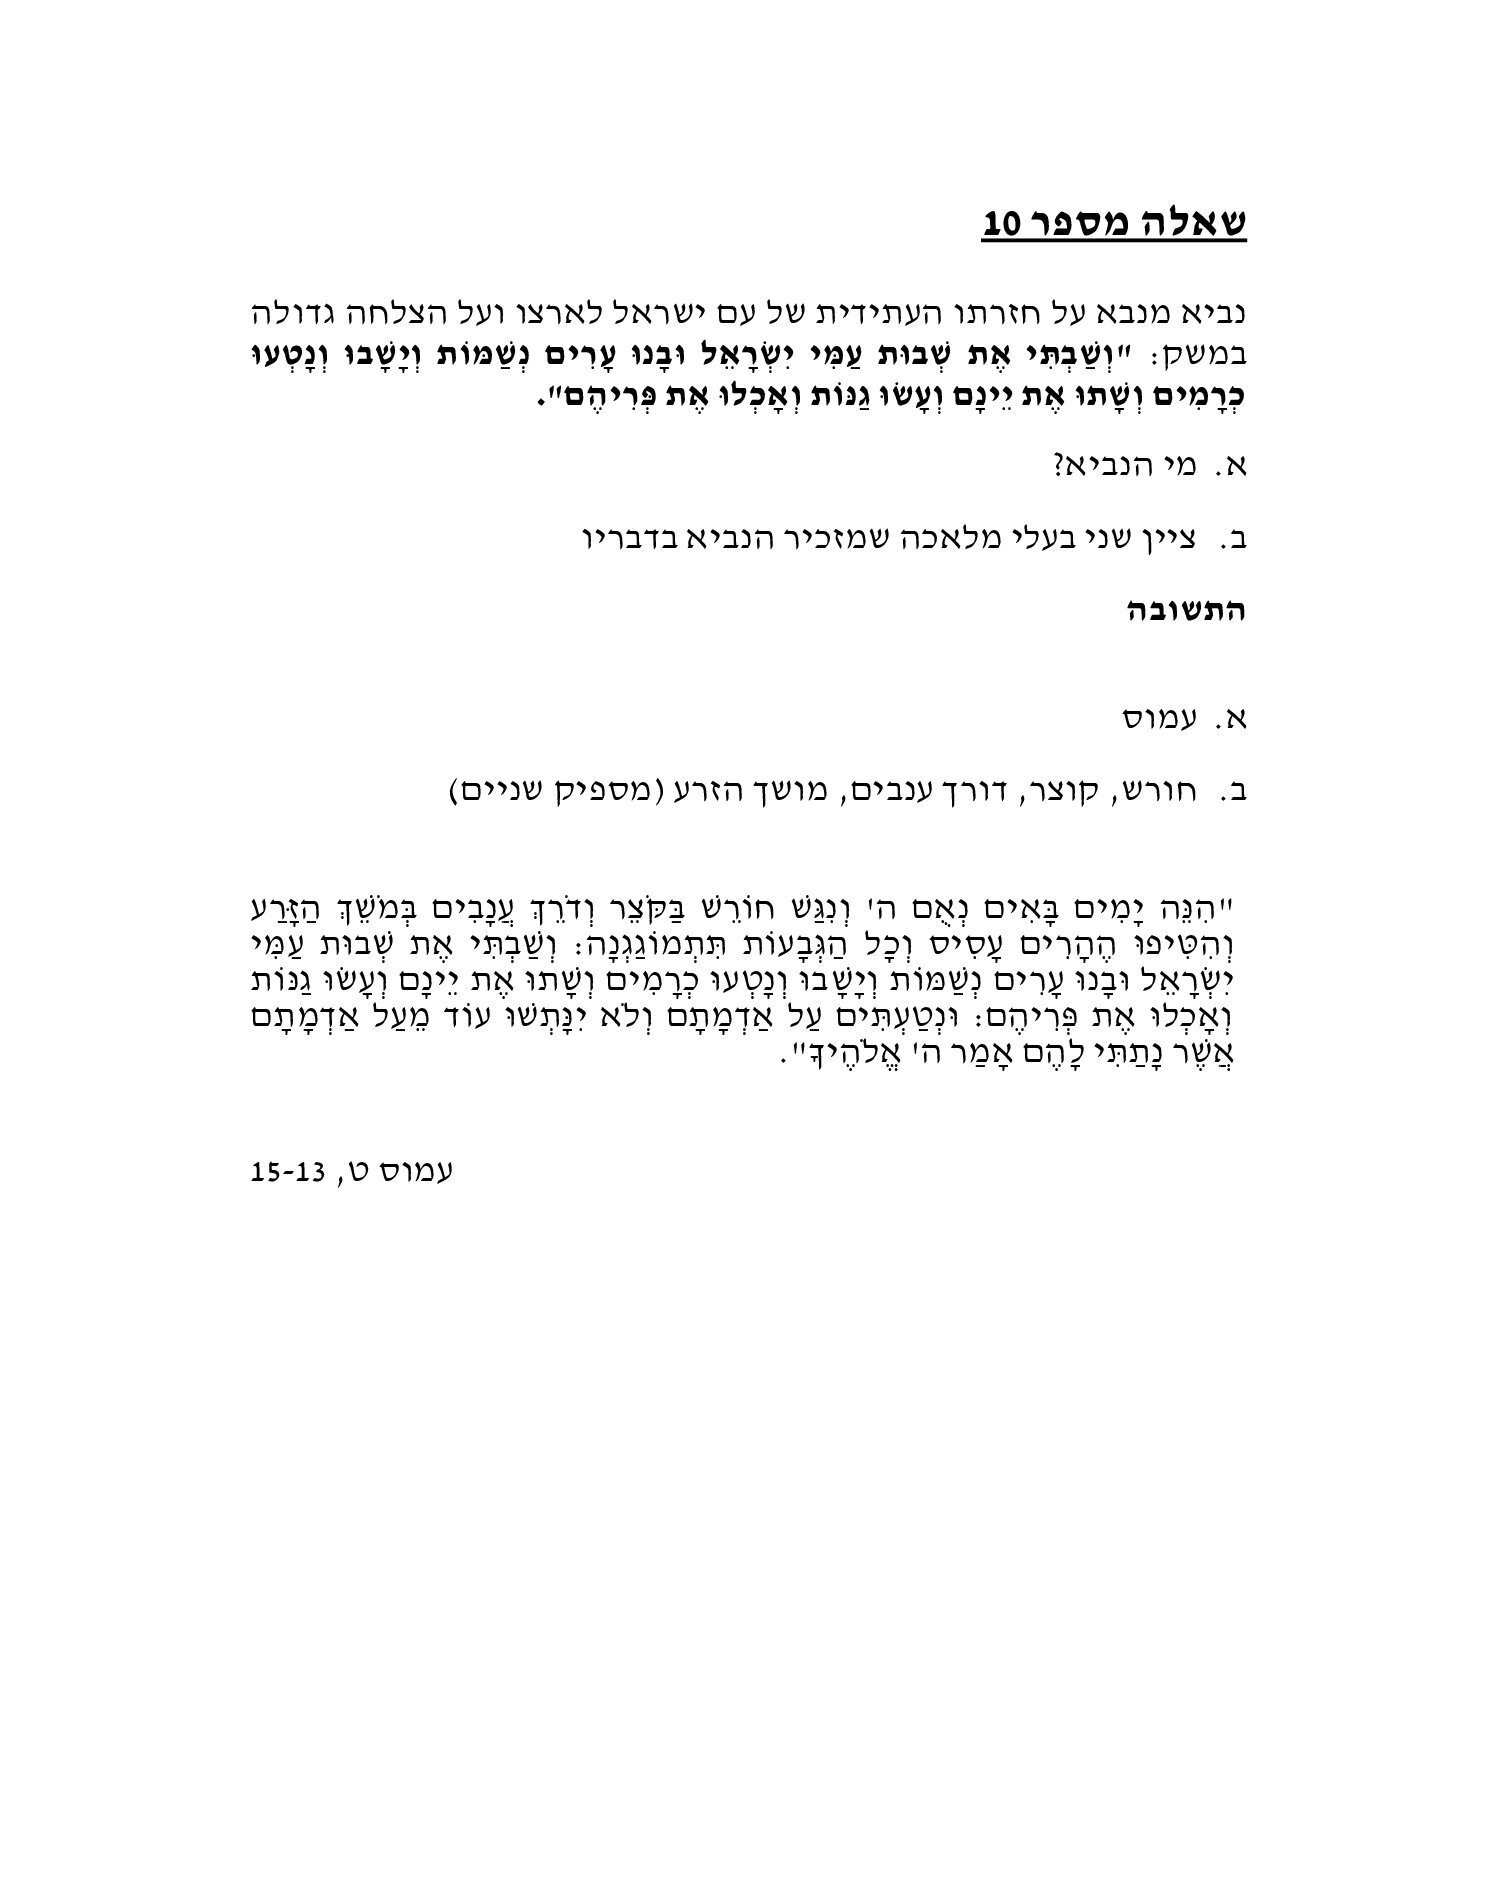 שאלה מספר 10
נביא מנבא על חזרתו העתידית של עם ישראל לארצו ועל הצלחה גדולה
במשק: "וְשַׁבְתִּי אֶת שְׁבוּת עַמִּי יִשְׂרָאֵל וּבָנוּ עָרִים נְשַׁמּוֹת וְיָשָׁבוּ וְנָטְעוּ
כְרָמִים וְשָׁתוּ אֶת יֵינָם וְעָשׂוּ גַנּוֹת וְאָכְלוּ אֶת פְּרִיהֶם".
א. מי הנביא?
ב. ציין שני בעלי מלאכה שמזכיר הנביא בדבריו
התשובה
א. עמוס
ב. חורש, קוצר, דורך ענבים, מושך הזרע (מספיק שניים)
"הִנֵּה יָמִים בָּאִים נְאֻם ה' וְנִגַּשׁ חוֹרֵשׁ בַּקֹּצֵר וְדֹרֵךְ עֲנָבִים בְּמֹשֵׁךְ הַזָּרַע
וְהִטִּיפוּ הֶהָרִים עָסִיס וְכָל הַגְּבָעוֹת תִּתְמוֹגַגְנָה: וְשַׁבְתִּי אֶת שְׁבוּת עַמִּי
יִשְׂרָאֵל וּבָנוּ עָרִים נְשַׁמּוֹת וְיָשָׁבוּ וְנָטְעוּ כְרָמִים וְשָׁתוּ אֶת יֵינָם וְעָשׂוּ גַנּוֹת
וְאָכְלוּ אֶת פְּרִיהֶם: וּנְטַעְתִּים עַל אַדְמָתָם וְלֹא יִנָּתְשׁוּ עוֹד מֵעַל אַדְמָתָם
אֲשֶׁר נָתַתִּי לָהֶם אָמַר ה' אֱלֹהֶיךָ".
עמוס ט, 15-13